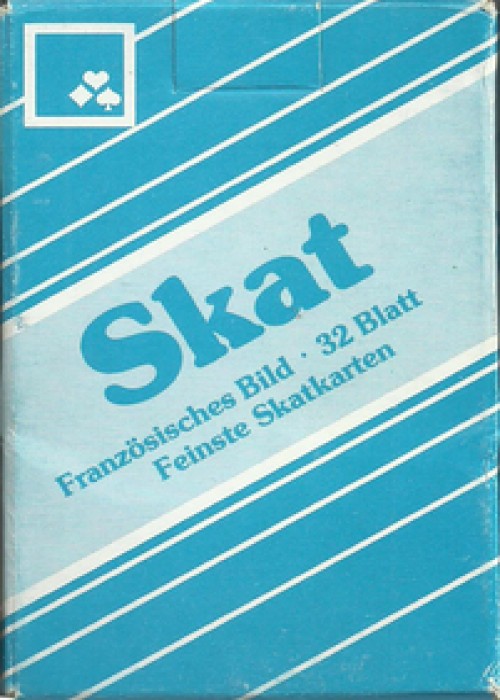 Skat
Französisches Bild · 32 Blatt
Feinste Skatkarten